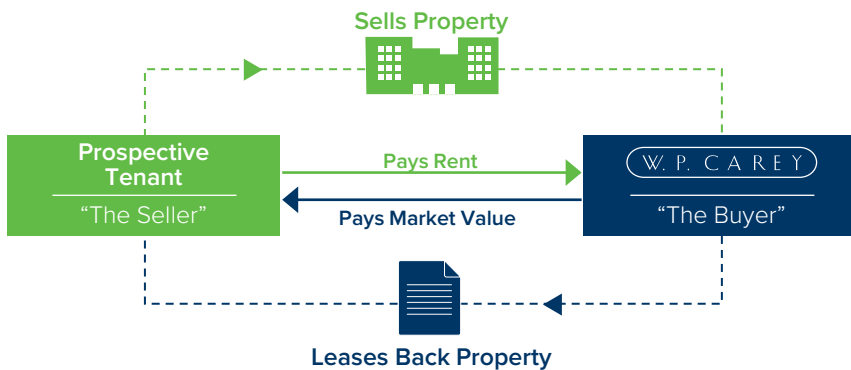 Sells Property
Prospective
Tenant
“The Seller”
Pays Rent
Pays Market Value
W. P. CAREY
“The Buyer”
Leases Back Property